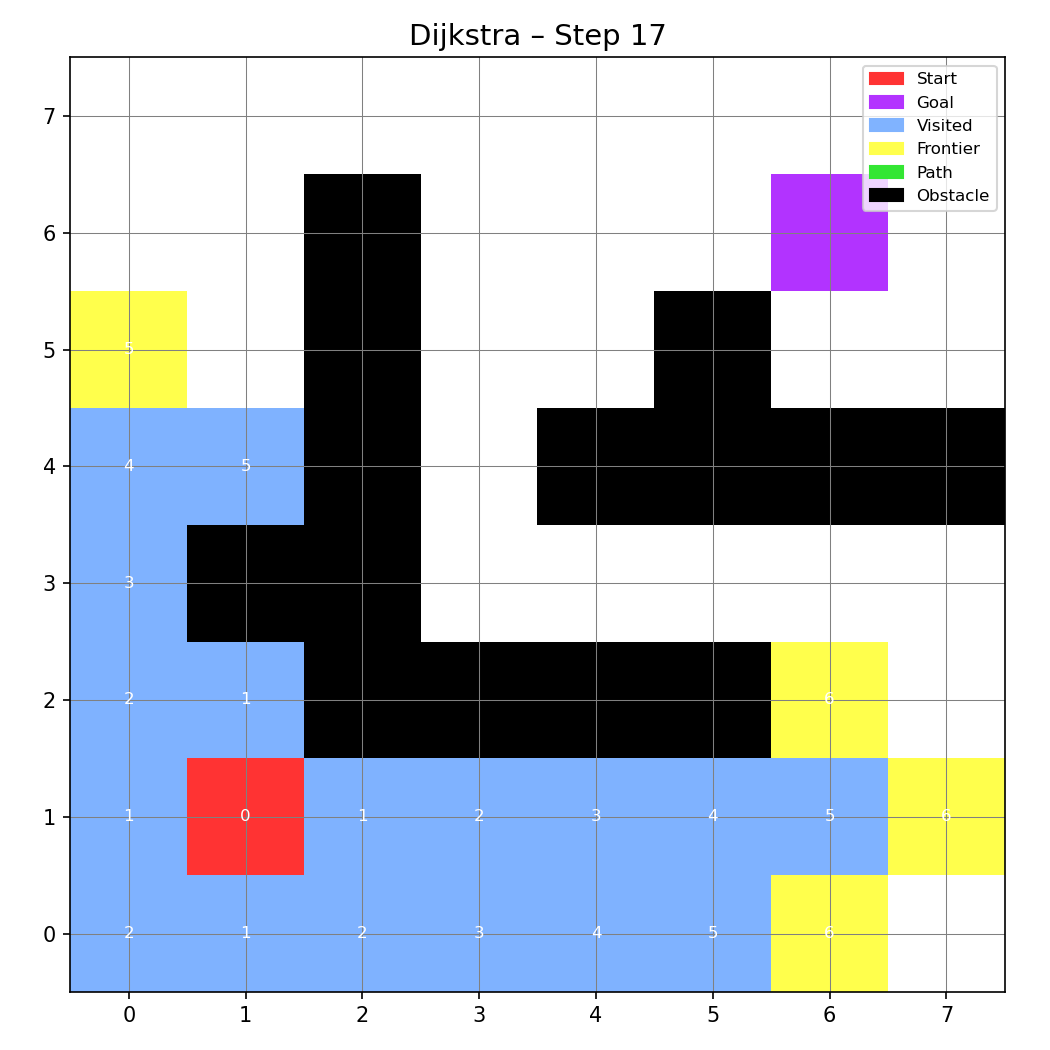 Dijkstra – Step 17
Start
Goal
Visited
Frontier
Path
Obstacle
7
6
5 5
4 4 5
3 3
2 2 1 6
1 1 0 1 2 3 4 5 6
0 2 1 2 3 4 5 6
0 1 2 3 4 5 6 7